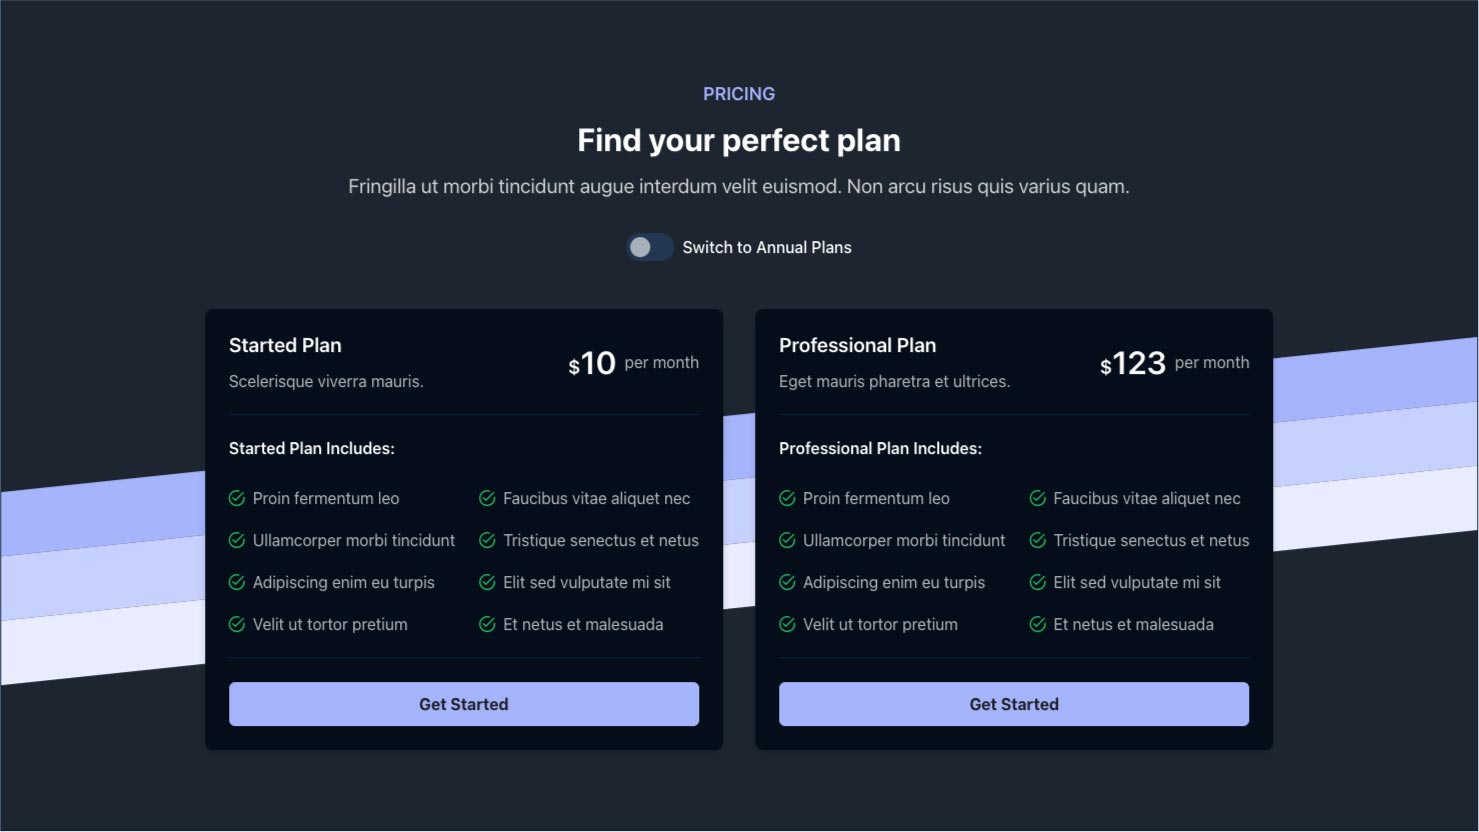 PRICING
Find your perfect plan
Fringilla ut morbi tincidunt augue interdum velit euismod. Non arcu risus quis varius quam.
Switch to Annual Plans
Started Plan
Scelerisque viverra mauris.
$10 per month
Started Plan Includes:
Proin fermentum leo
Faucibus vitae aliquet nec
Ullamcorper morbi tincidunt
Tristique senectus et netus
Adipiscing enim eu turpis
Elit sed vulputate mi sit
Velit ut tortor pretium
Et netus et malesuada
Get Started
Professional Plan
Eget mauris pharetra et ultrices.
$123 per month
Professional Plan Includes:
Proin fermentum leo
Faucibus vitae aliquet nec
Ullamcorper morbi tincidunt
Tristique senectus et netus
Adipiscing enim eu turpis
Elit sed vulputate mi sit
Velit ut tortor pretium
Et netus et malesuada
Get Started